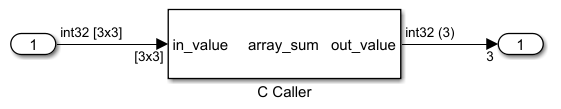 1
int32 [3x3]
[3x3]
in_value array_sum out_value
int32 (3)
3
1
C Caller